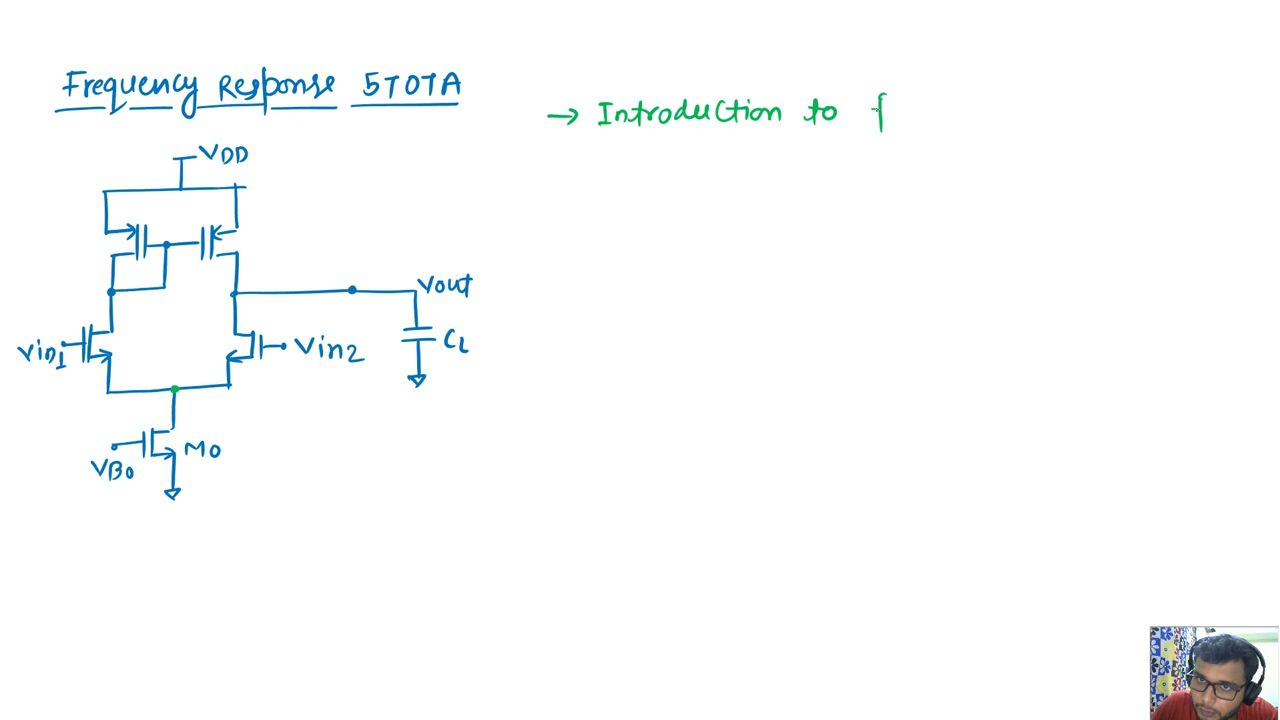 Frequency Response 5TOTA
→ Introduction to f
VDD
Vout
Vin1
Vin2
CL
VB0
M0